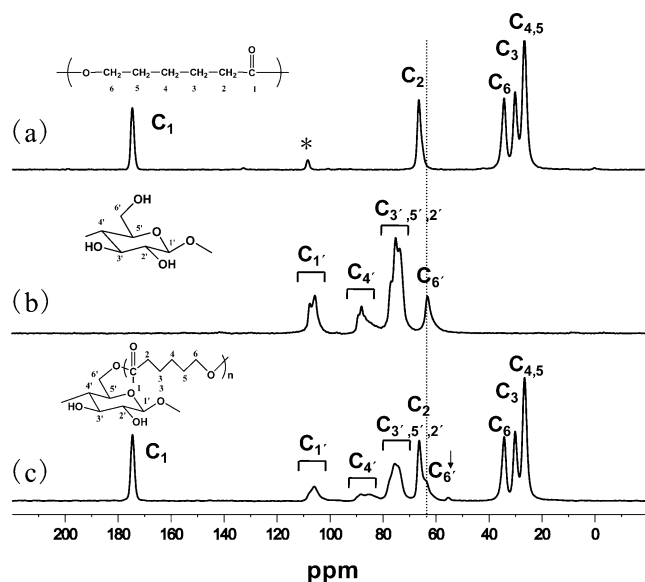 O
O CH₂ CH₂ CH₂ CH₂ CH₂ C
6 5 4 3 2 1
(a)
C₁
*
C₂
C₆
C₃
C₄,₅
OH
6'
4'
5'
O
HO
3'
2'
OH
1'
O
(b)
C₁′
C₄′
C₃′,₅′,₂′
C₆′
O
O
6'
C
2
4
6
3
5
O
n
1
3
4'
5'
O
HO
3'
2'
OH
1'
O
(c)
C₁
C₁′
C₄′
C₂
C₃′,₅′,₂′
C₆′
C₆
C₃
C₄,₅
220 200 180 160 140 120 100 80 60 40 20 0
ppm